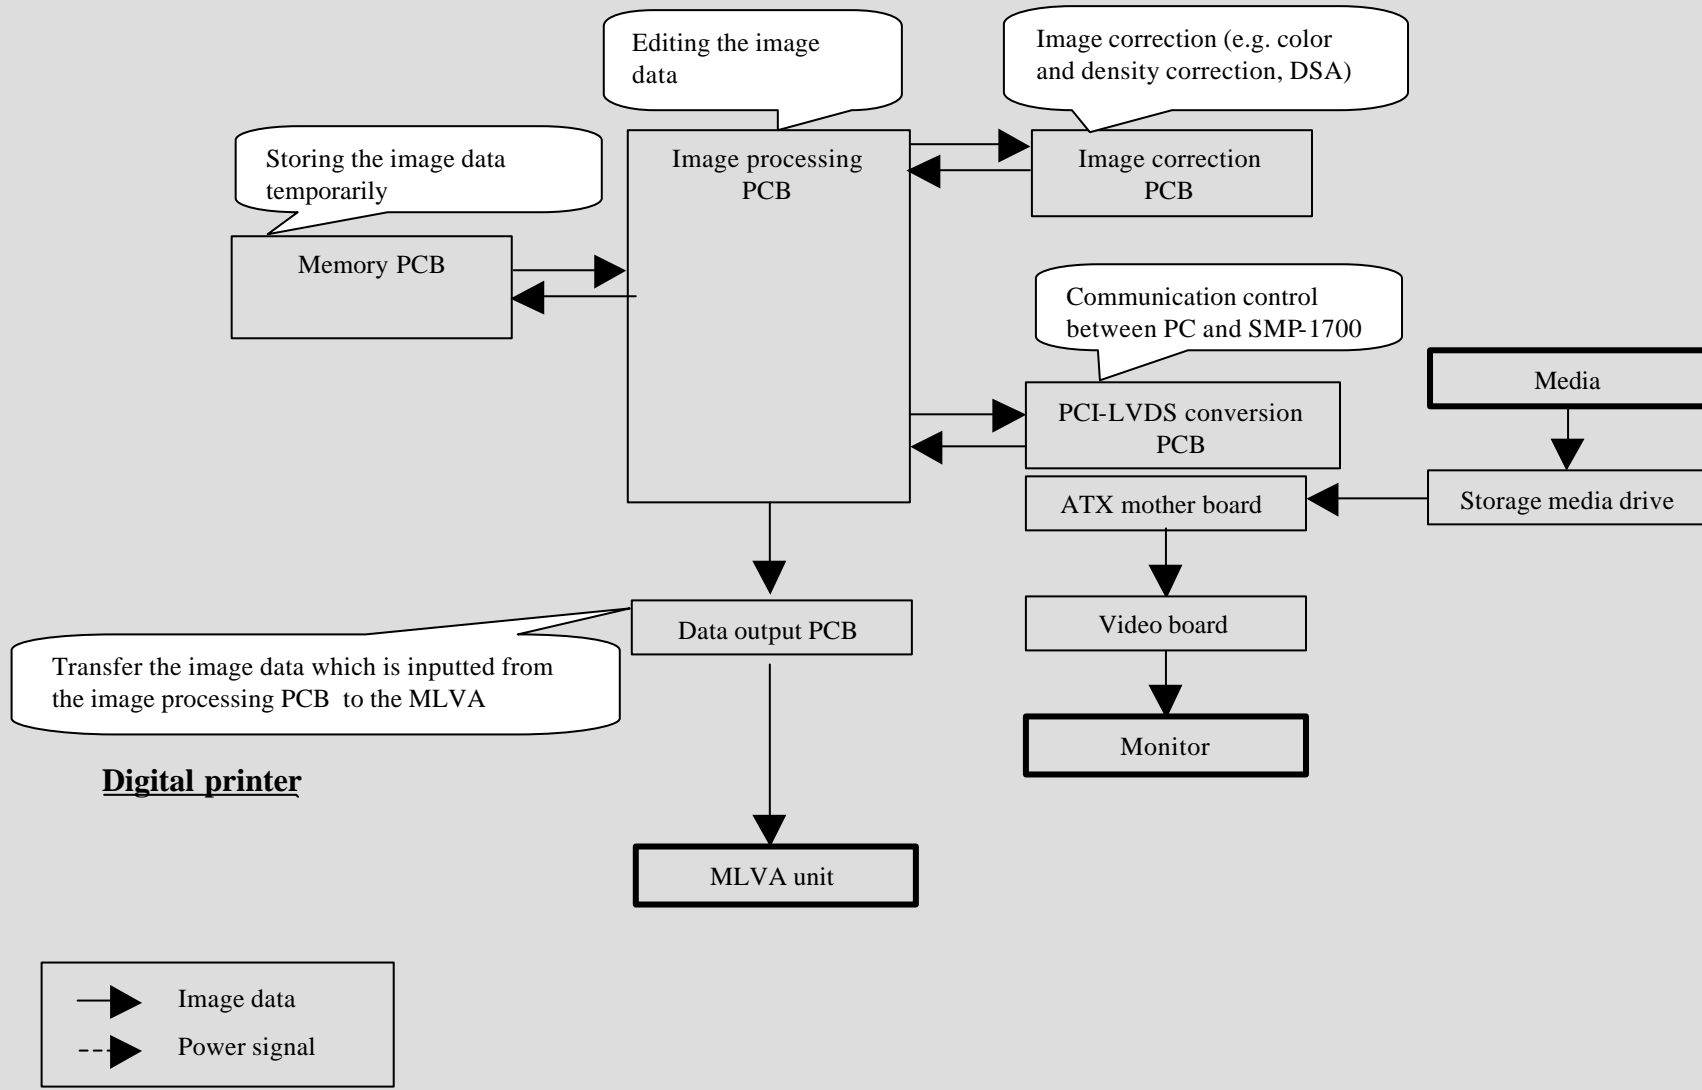 Editing the image
data
Image correction (e.g. color
and density correction, DSA)
Storing the image data
temporarily
Image processing
PCB
Image correction
PCB
Memory PCB
Communication control
between PC and SMP-1700
Media
PCI-LVDS conversion
PCB
ATX mother board
Storage media drive
Data output PCB
Video board
Transfer the image data which is inputted from
the image processing PCB to the MLVA
Monitor
Digital printer
MLVA unit
Image data
Power signal